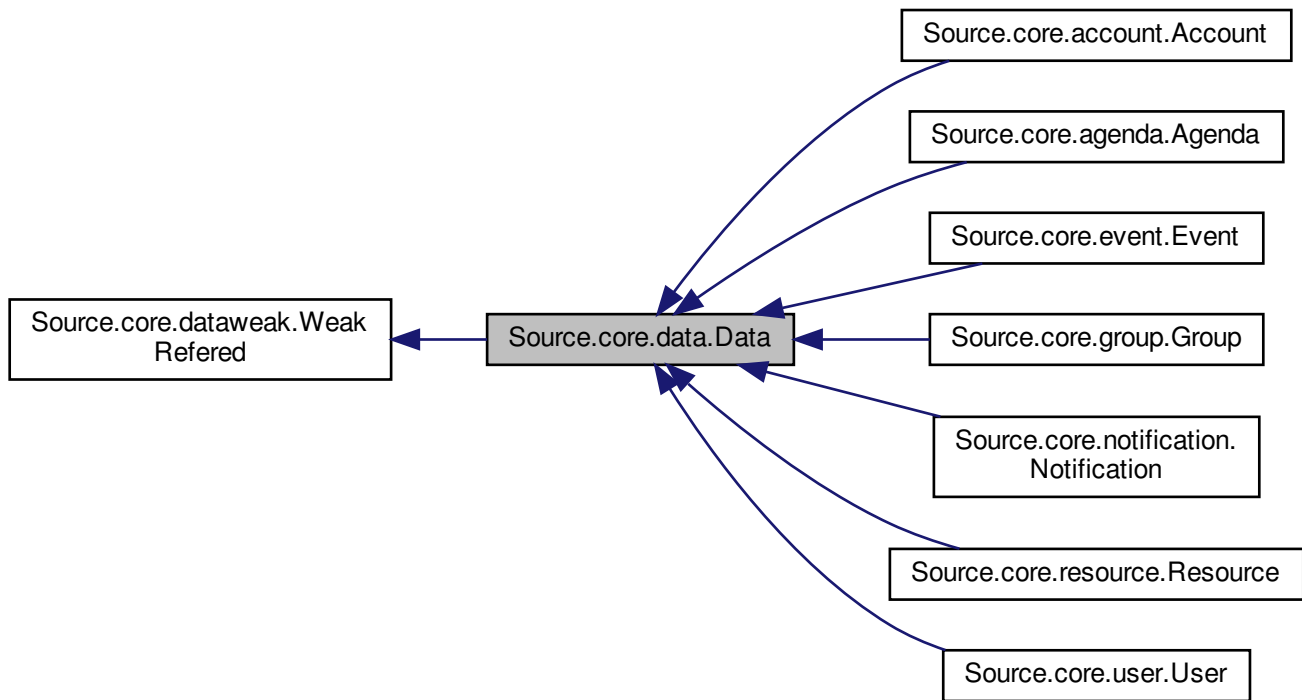 Source.core.account.Account
Source.core.agenda.Agenda
Source.core.event.Event
Source.core.dataweak.Weak
Refered
Source.core.data.Data
Source.core.group.Group
Source.core.notification.
Notification
Source.core.resource.Resource
Source.core.user.User